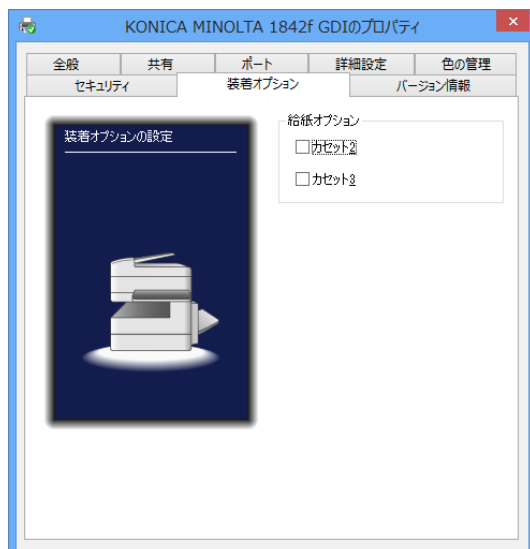 KONICA MINOLTA 1842f GDIのプロパティ
全般 共有 ポート 詳細設定 色の管理
セキュリティ 装着オプション バージョン情報
装着オプションの設定
給紙オプション
カセット2
カセット3